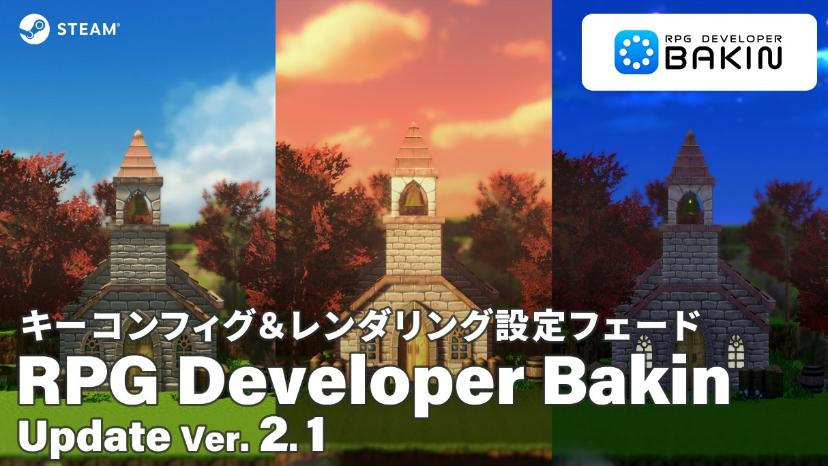 STEAM®
RPG DEVELOPER
BAKIN
キーコンフィグ&レンダリング設定フェード
RPG Developer Bakin
Update Ver. 2.1